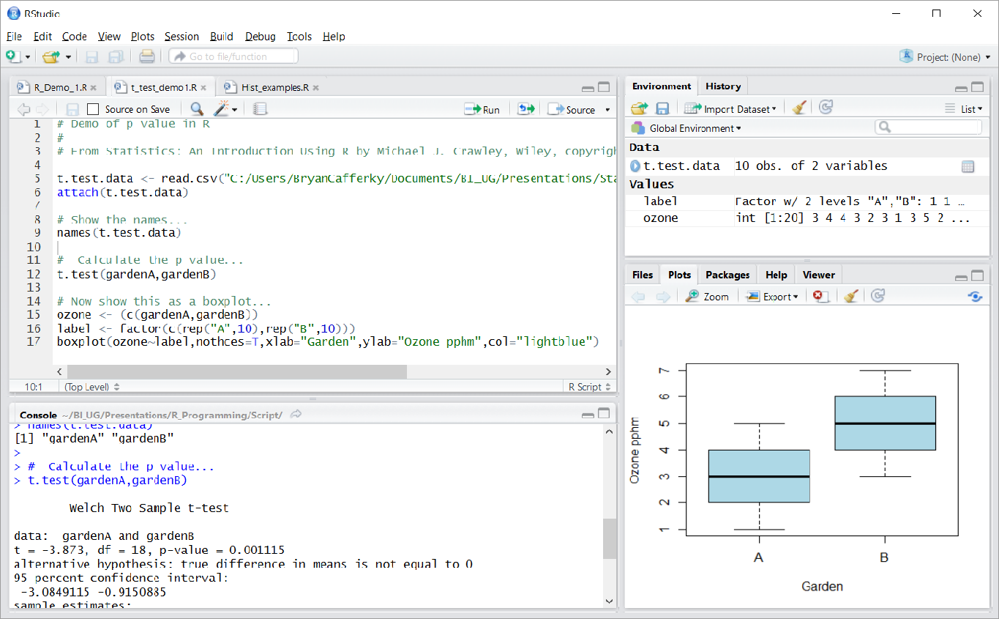 RStudio
File Edit Code View Plots Session Build Debug Tools Help
Go to file/function
Project: (None)
R_Demo_1.R
t_test_demo1.R
Hist_examples.R
Source on Save
Run
Source
1 # Demo of p value in R
2 #
3 # From Statistics: An Introduction Using R by Michael J. Crawley, Wiley, copyrigh
4
5 t.test.data <- read.csv("C:/Users/BryanCafferky/Documents/BI_UG/Presentations/Sta
6 attach(t.test.data)
7
8 # Show the names...
9 names(t.test.data)
10
11 #  Calculate the p value...
12 t.test(gardenA,gardenB)
13
14 # Now show this as a boxplot...
15 ozone <- (c(gardenA,gardenB))
16 label <- factor(c(rep("A",10),rep("B",10)))
17 boxplot(ozone~label,nothces=T,xlab="Garden",ylab="Ozone pphm",col="lightblue")
10:1 (Top Level) R Script
Console ~/BI_UG/Presentations/R_Programming/Script/
> names(t.test.data)
[1] "gardenA" "gardenB"
>
> #  Calculate the p value...
> t.test(gardenA,gardenB)
Welch Two Sample t-test
data:  gardenA and gardenB
t = -3.873, df = 18, p-value = 0.001115
alternative hypothesis: true difference in means is not equal to 0
95 percent confidence interval:
-3.0849115 -0.9150885
sample estimates:
Environment History
Import Dataset List
Global Environment
Data
t.test.data 10 obs. of 2 variables
Values
label Factor w/ 2 levels "A","B": 1 1 …
ozone int [1:20] 3 4 4 3 2 3 1 3 5 2 ...
Files Plots Packages Help Viewer
Zoom Export
7
6
5
4
3
2
1
Ozone pphm
A B
Garden